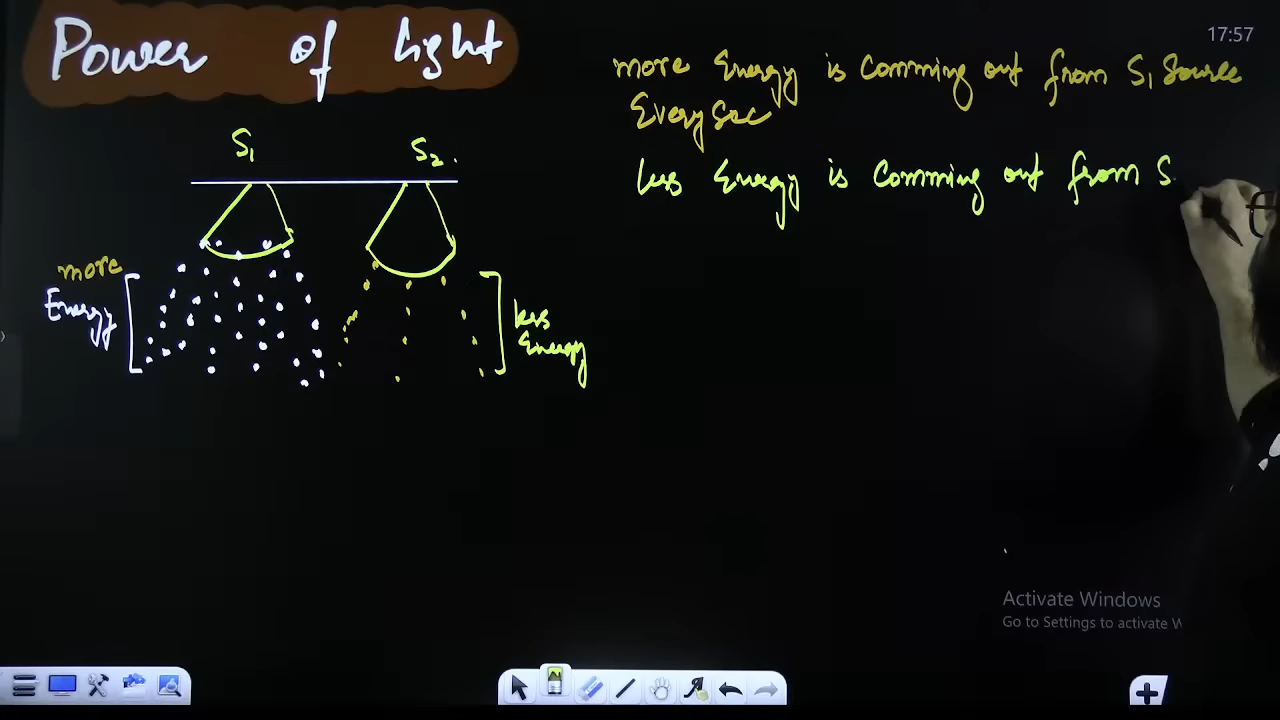 Power of light
17:57
more Energy is Comming out from S1 Source
Every Sec
less Energy is Comming out from S
S1
S2.
more
Energy
less
Energy
Activate Windows
Go to Settings to activate W